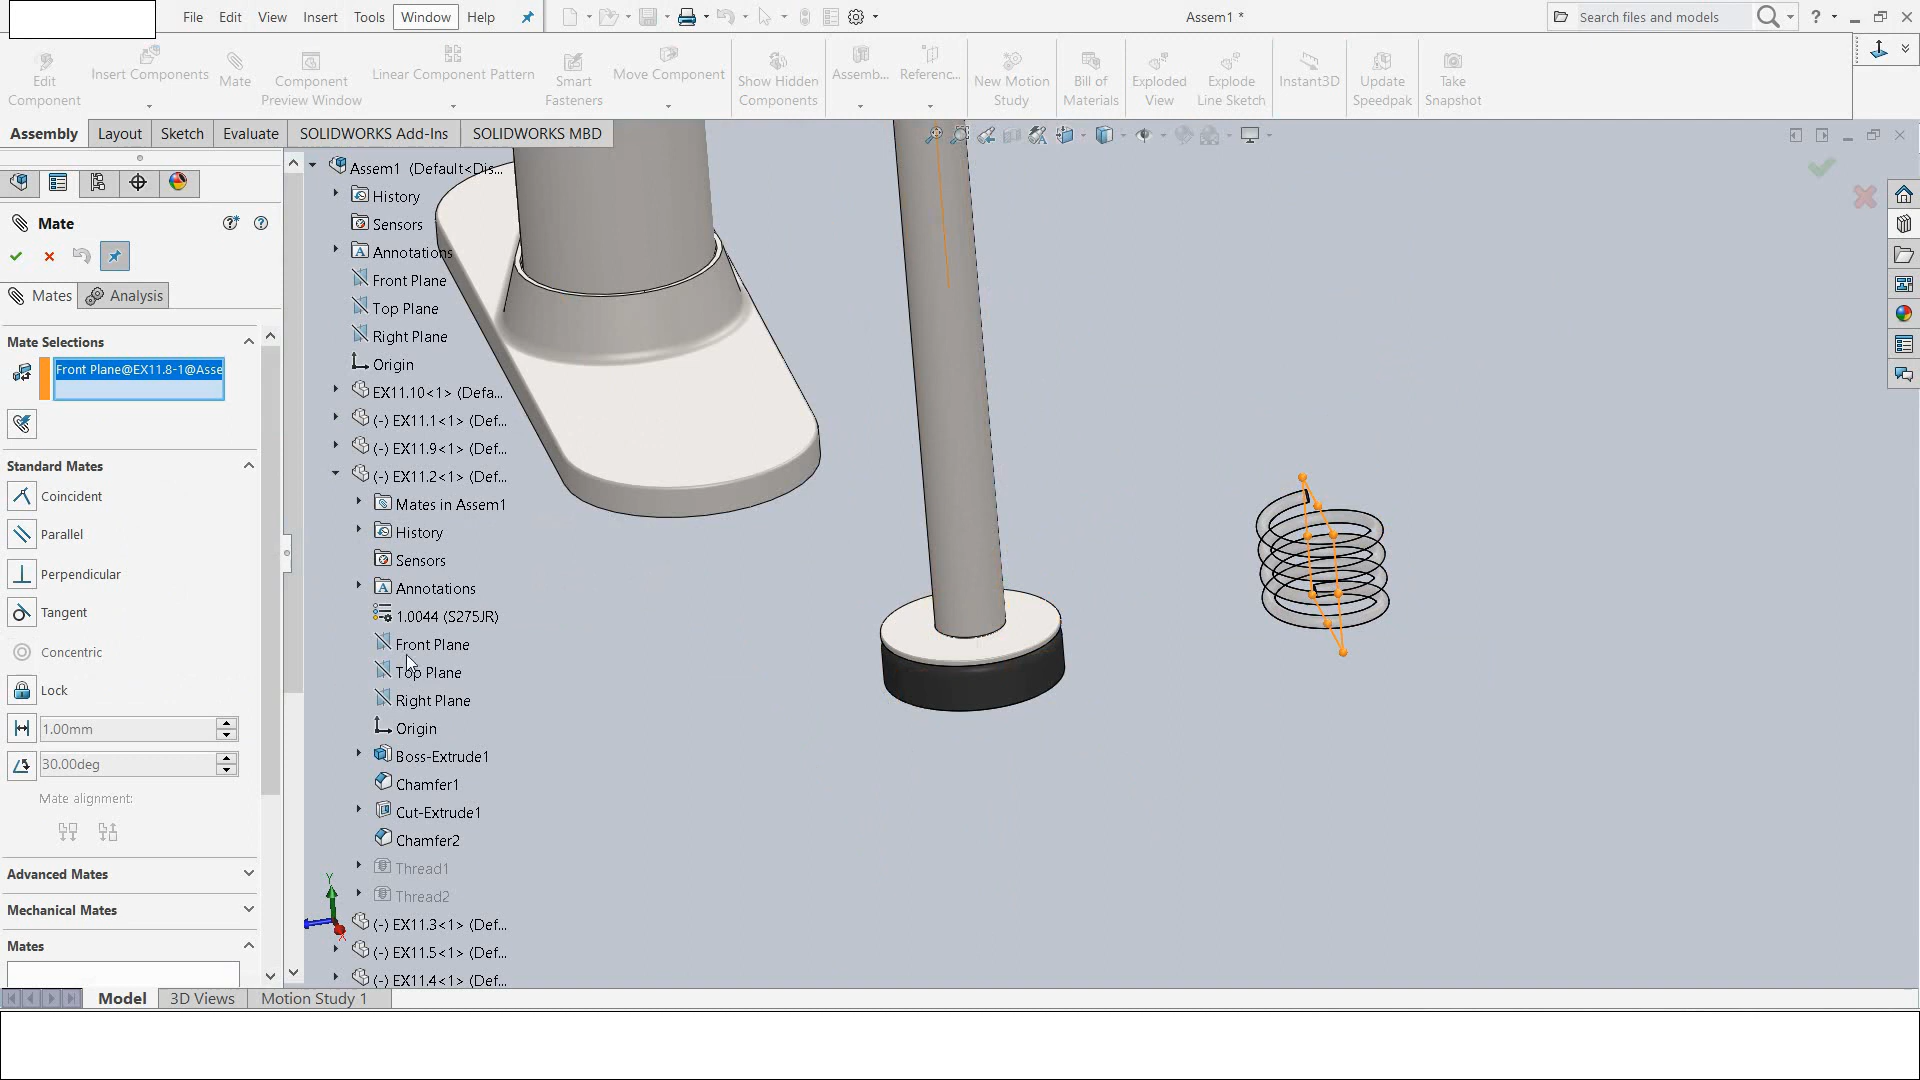 File Edit View Insert Tools Window Help
Assem1 *
Search files and models
?
Edit Component
Insert Components
Mate
Component Preview Window
Linear Component Pattern
Smart Fasteners
Move Component
Show Hidden Components
Assemb...
Referenc...
New Motion Study
Bill of Materials
Exploded View
Explode Line Sketch
Instant3D
Update Speedpak
Take Snapshot
Assembly Layout Sketch Evaluate SOLIDWORKS Add-Ins SOLIDWORKS MBD
Mate
Mates Analysis
Mate Selections
Front Plane@EX11.8-1@Asse
Standard Mates
Coincident
Parallel
Perpendicular
Tangent
Concentric
Lock
1.00mm
30.00deg
Mate alignment:
Advanced Mates
Mechanical Mates
Mates
Assem1 (Default<Dis...
History
Sensors
Annotations
Front Plane
Top Plane
Right Plane
Origin
EX11.10<1> (Defa...
(-) EX11.1<1> (Def...
(-) EX11.9<1> (Def...
(-) EX11.2<1> (Def...
Mates in Assem1
History
Sensors
Annotations
1.0044 (S275JR)
Front Plane
Top Plane
Right Plane
Origin
Boss-Extrude1
Chamfer1
Cut-Extrude1
Chamfer2
Thread1
Thread2
(-) EX11.3<1> (Def...
(-) EX11.5<1> (Def...
(-) EX11.4<1> (Def...
Y
X
Model 3D Views Motion Study 1